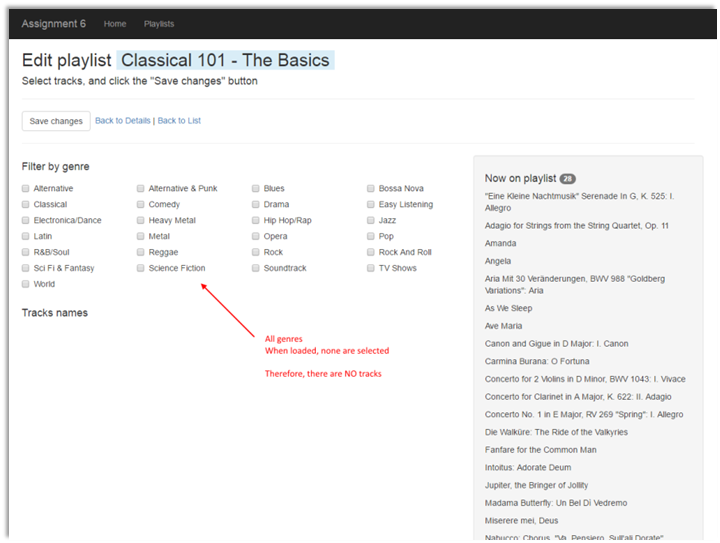 Assignment 6 Home Playlists
Edit playlist Classical 101 - The Basics
Select tracks, and click the "Save changes" button
Save changes Back to Details | Back to List
Filter by genre
Alternative Alternative & Punk Blues Bossa Nova
Classical Comedy Drama Easy Listening
Electronica/Dance Heavy Metal Hip Hop/Rap Jazz
Latin Metal Opera Pop
R&B/Soul Reggae Rock Rock And Roll
Sci Fi & Fantasy Science Fiction Soundtrack TV Shows
World
Tracks names
All genres
When loaded, none are selected
Therefore, there are NO tracks
Now on playlist 28
"Eine Kleine Nachtmusik" Serenade In G, K. 525: I.
Allegro
Adagio for Strings from the String Quartet, Op. 11
Amanda
Angela
Aria Mit 30 Veränderungen, BWV 988 "Goldberg
Variations": Aria
As We Sleep
Ave Maria
Canon and Gigue in D Major: I. Canon
Carmina Burana: O Fortuna
Concerto for 2 Violins in D Minor, BWV 1043: I. Vivace
Concerto for Clarinet in A Major, K. 622: II. Adagio
Concerto No. 1 in E Major, RV 269 "Spring": I. Allegro
Die Walküre: The Ride of the Valkyries
Fanfare for the Common Man
Intoitus: Adorate Deum
Jupiter, the Bringer of Jollity
Madama Butterfly: Un Bel Dì Vedremo
Miserere mei, Deus
Nabucco: Chorus, "Va, Pensiero, Sull'ali Dorate"